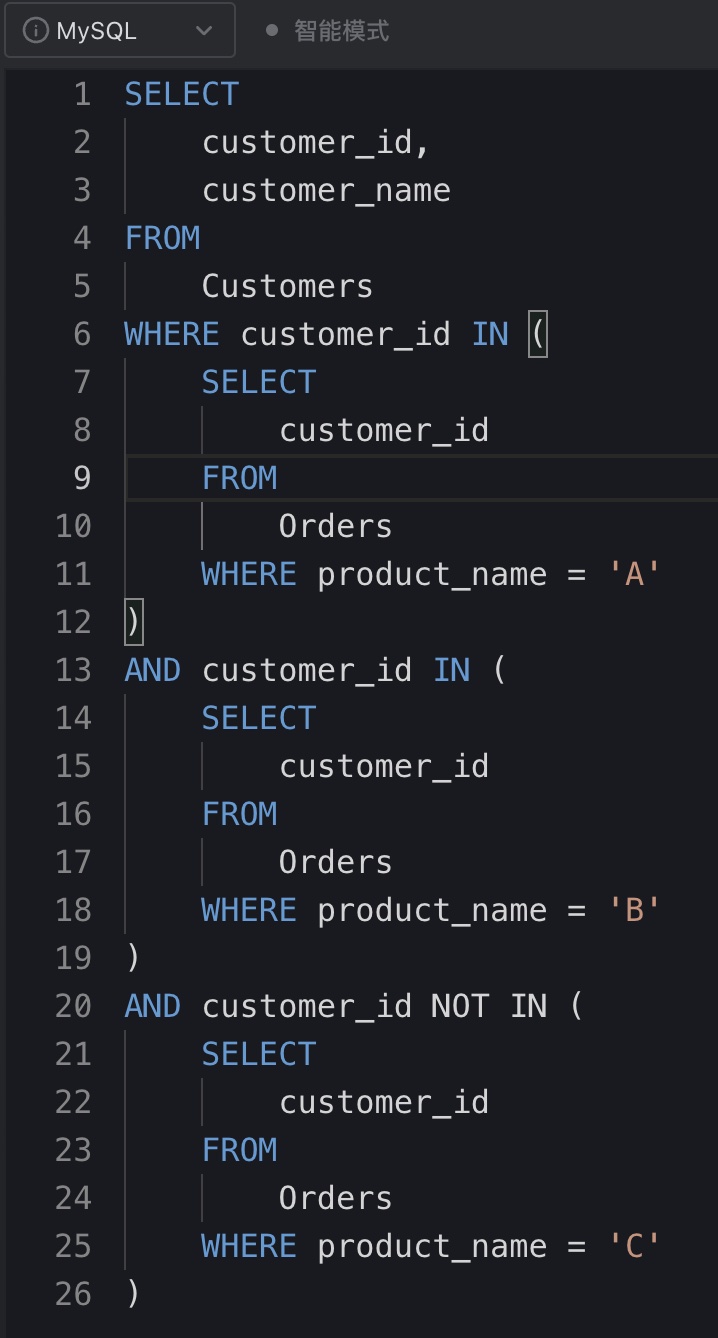 MySQL 智能模式
1 SELECT
2 customer_id,
3 customer_name
4 FROM
5 Customers
6 WHERE customer_id IN (
7 SELECT
8 customer_id
9 FROM
10 Orders
11 WHERE product_name = 'A'
12 )
13 AND customer_id IN (
14 SELECT
15 customer_id
16 FROM
17 Orders
18 WHERE product_name = 'B'
19 )
20 AND customer_id NOT IN (
21 SELECT
22 customer_id
23 FROM
24 Orders
25 WHERE product_name = 'C'
26 )